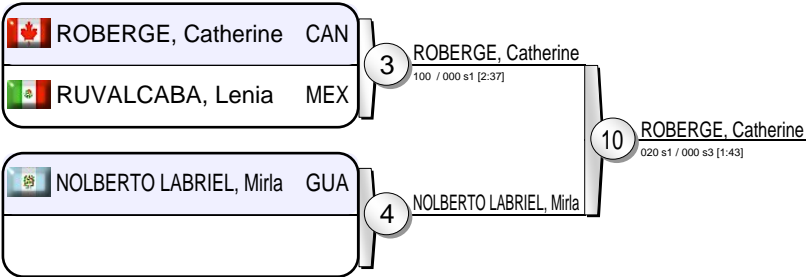 ROBERGE, Catherine CAN
RUVALCABA, Lenia MEX
3
ROBERGE, Catherine
100 / 000 s1 [2:37]
NOLBERTO LABRIEL, Mirla GUA
4
NOLBERTO LABRIEL, Mirla
10
ROBERGE, Catherine
020 s1 / 000 s3 [1:43]